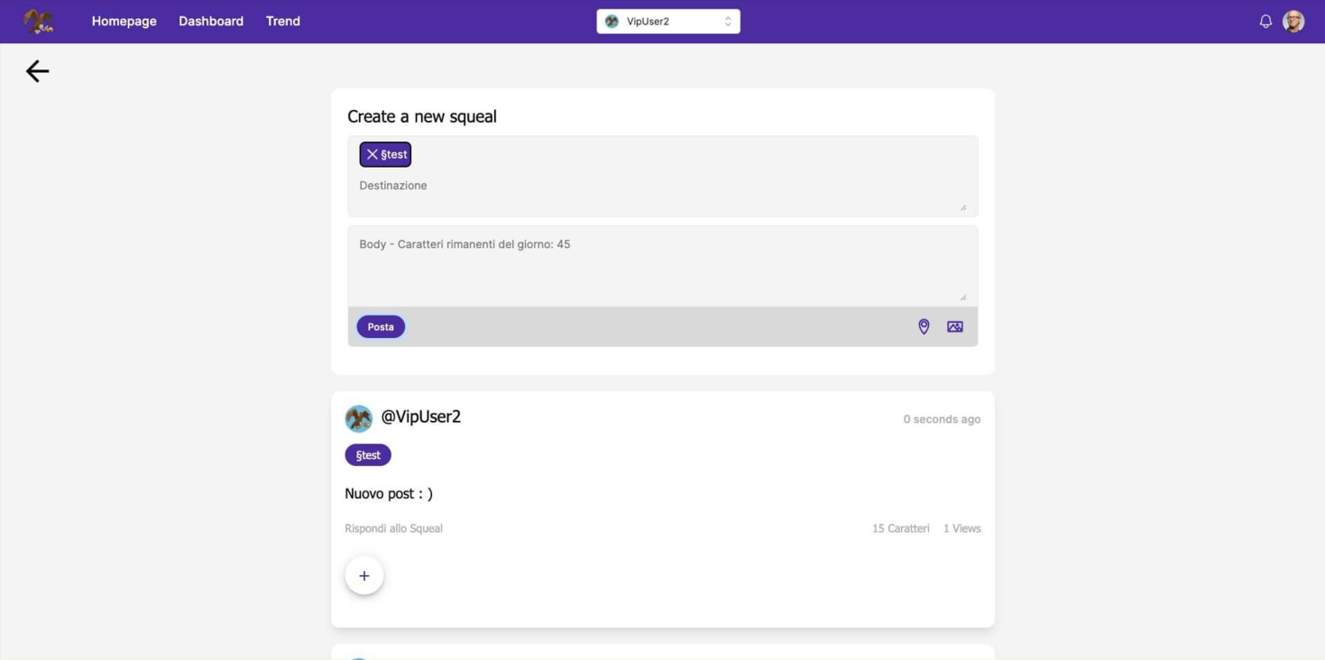 Homepage Dashboard Trend VipUser2
Create a new squeal
§test
Destinazione
Body - Caratteri rimanenti del giorno: 45
Posta
@VipUser2 0 seconds ago
§test
Nuovo post : )
Rispondi allo Squeal 15 Caratteri 1 Views
+